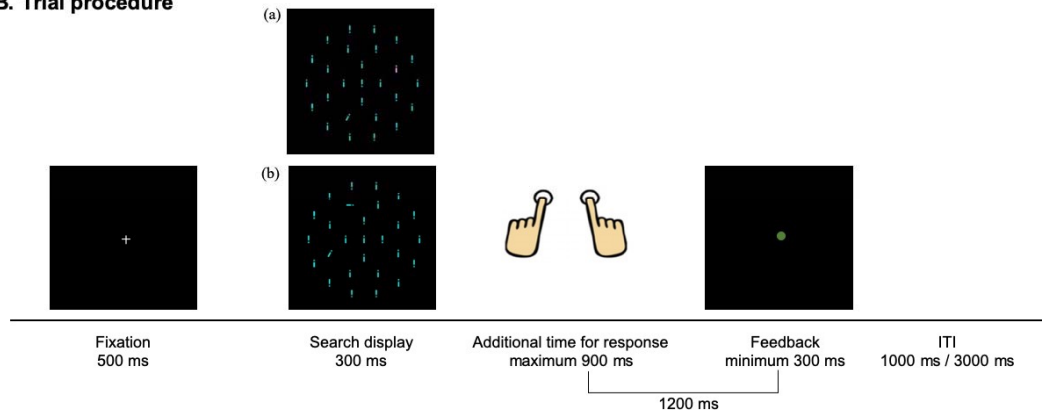 B. Trial procedure
(a)
(b)
Fixation
500 ms
Search display
300 ms
Additional time for response
maximum 900 ms
Feedback
minimum 300 ms
ITI
1000 ms / 3000 ms
1200 ms